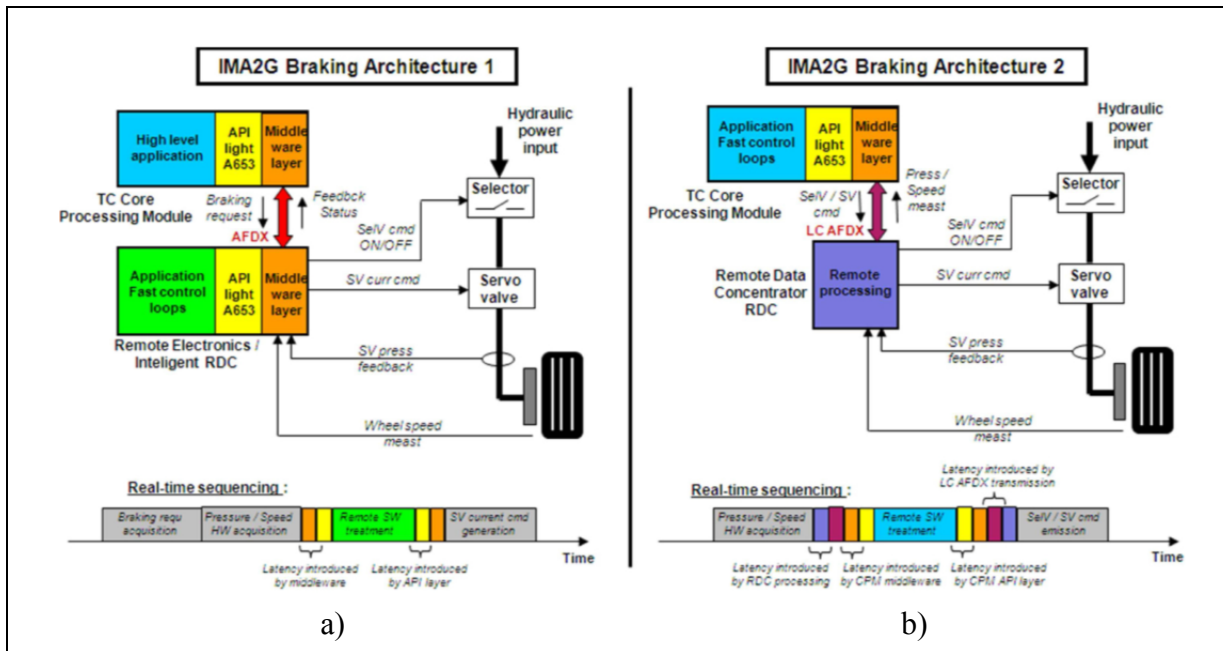 IMA2G Braking Architecture 1
High level
application
API
light
A653
Middle
ware
layer
TC Core
Processing Module
Braking
request
Feedbck
Status
AFDX
Application
Fast control
loops
API
light
A653
Middle
ware
layer
Remote Electronics /
Inteligent RDC
Hydraulic
power
input
Selector
SelV cmd
ON/OFF
SV curr cmd
Servo
valve
SV press
feedback
Wheel speed
meast
Real-time sequencing :
Braking requ
acquisition
Pressure / Speed
HW acquisition
Remote SW
treatment
SV current cmd
generation
Time
Latency introduced
by middleware
Latency introduced
by API layer
a)
IMA2G Braking Architecture 2
Application
Fast control
loops
API
light
A653
Middle
ware
layer
TC Core
Processing Module
SelV / SV
cmd
Press /
Speed
meast
LC AFDX
Remote Data
Concentrator
RDC
Remote
processing
Hydraulic
power
input
Selector
SelV cmd
ON/OFF
SV curr cmd
Servo
valve
SV press
feedback
Wheel speed
meast
Latency introduced by
LC AFDX transmission
Real-time sequencing :
Pressure / Speed
HW acquisition
Remote SW
treatment
SelV / SV cmd
emission
Time
Latency introduced
by RDC processing
Latency introduced
by CPM middleware
Latency introduced
by CPM API layer
b)